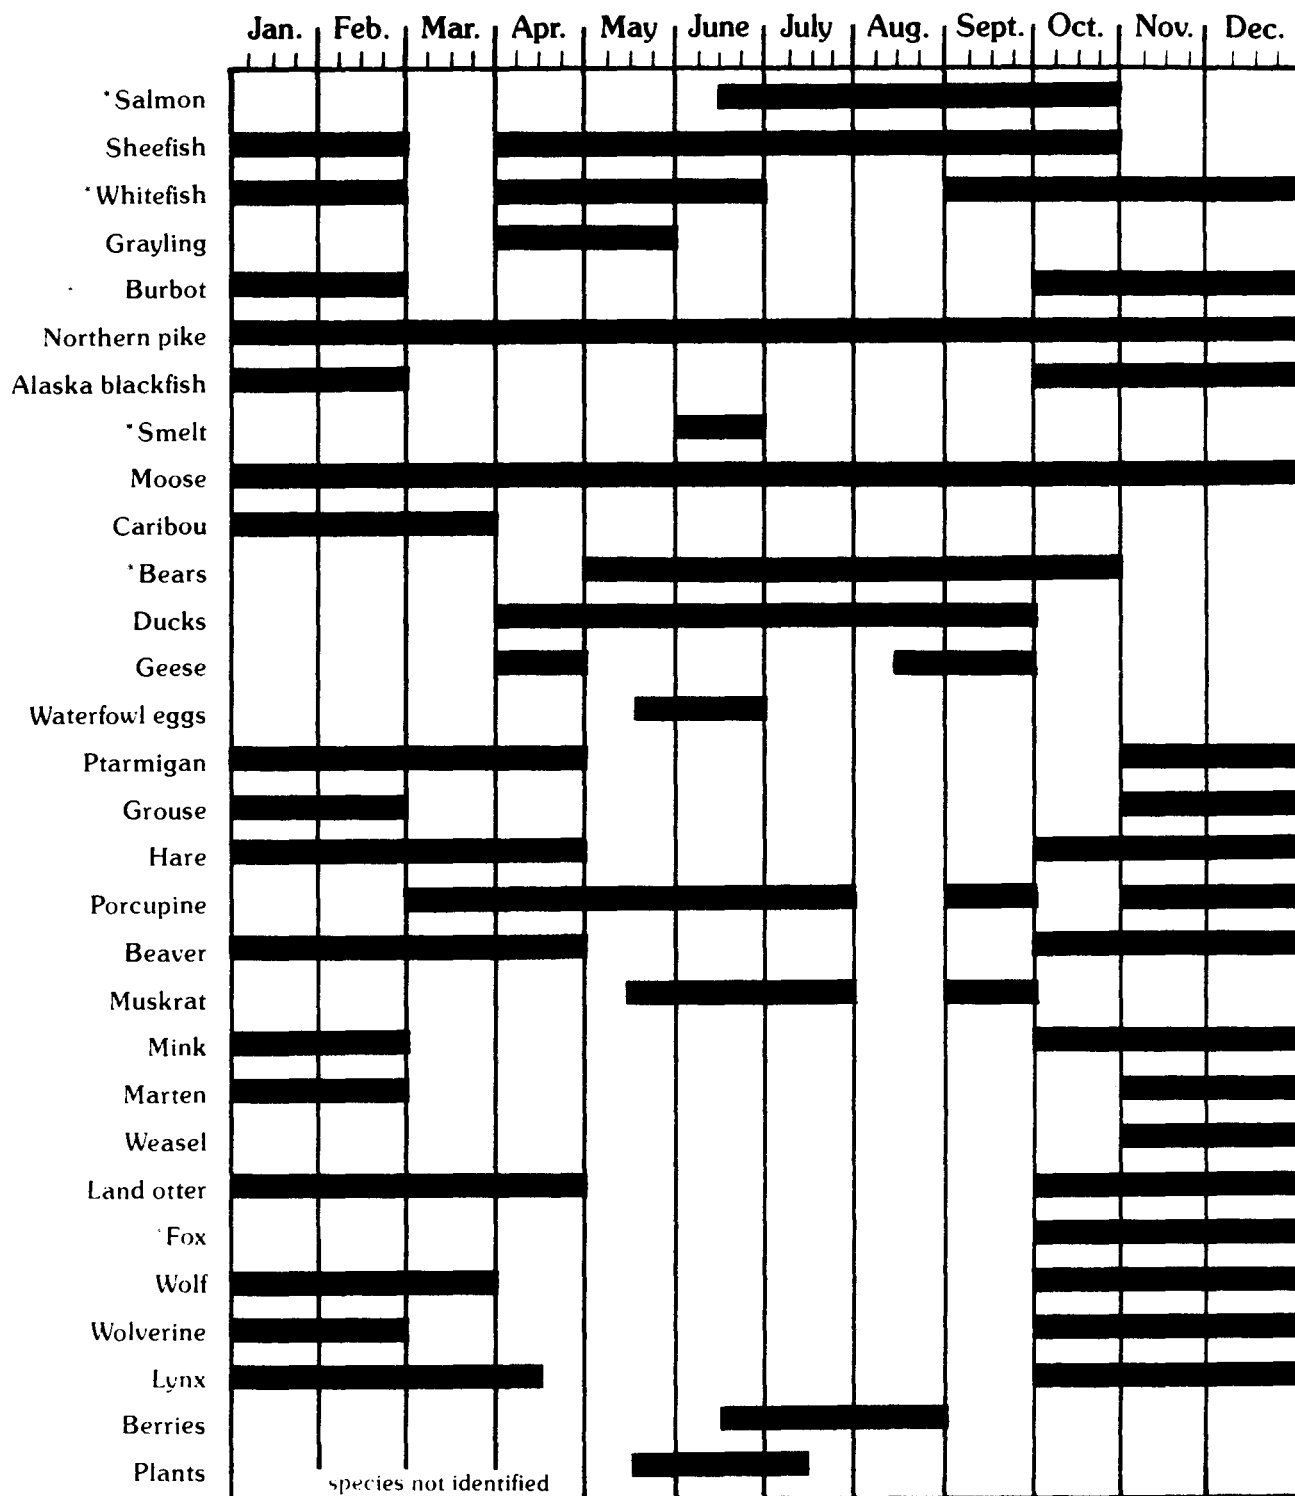 Jan. Feb. Mar. Apr. May June July Aug. Sept. Oct. Nov. Dec.
*Salmon
Sheefish
*Whitefish
Grayling
Burbot
Northern pike
Alaska blackfish
*Smelt
Moose
Caribou
*Bears
Ducks
Geese
Waterfowl eggs
Ptarmigan
Grouse
Hare
Porcupine
Beaver
Muskrat
Mink
Marten
Weasel
Land otter
*Fox
Wolf
Wolverine
Lynx
Berries
Plants
species not identified